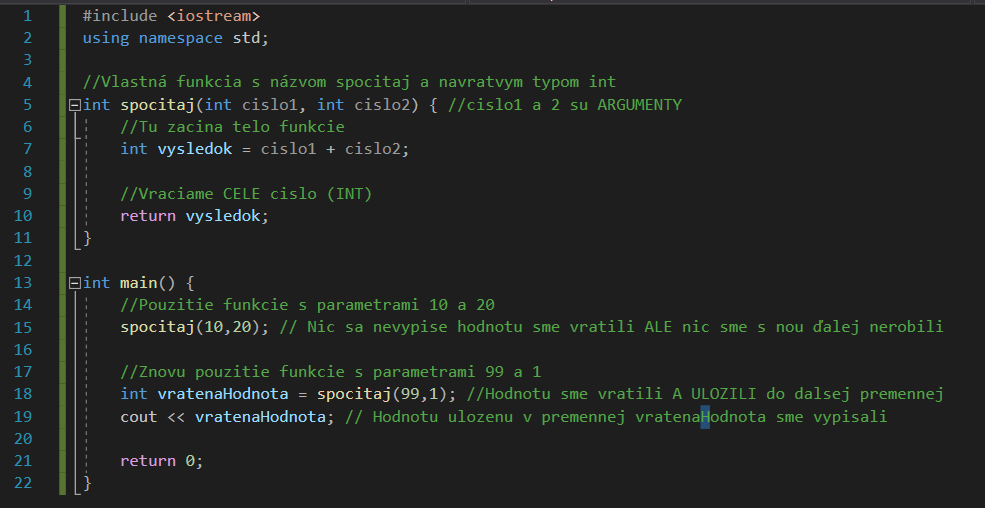 1 #include <iostream>
2 using namespace std;
3
4 //Vlastná funkcia s názvom spocitaj a navratvym typom int
5 int spocitaj(int cislo1, int cislo2) { //cislo1 a 2 su ARGUMENTY
6 //Tu zacina telo funkcie
7 int vysledok = cislo1 + cislo2;
8
9 //Vraciame CELE cislo (INT)
10 return vysledok;
11 }
12
13 int main() {
14 //Pouzitie funkcie s parametrami 10 a 20
15 spocitaj(10,20); // Nic sa nevypise hodnotu sme vratili ALE nic sme s nou ďalej nerobili
16
17 //Znovu pouzitie funkcie s parametrami 99 a 1
18 int vratenaHodnota = spocitaj(99,1); //Hodnotu sme vratili A ULOZILI do dalsej premennej
19 cout << vratenaHodnota; // Hodnotu ulozenu v premennej vratenaHodnota sme vypisali
20
21 return 0;
22 }